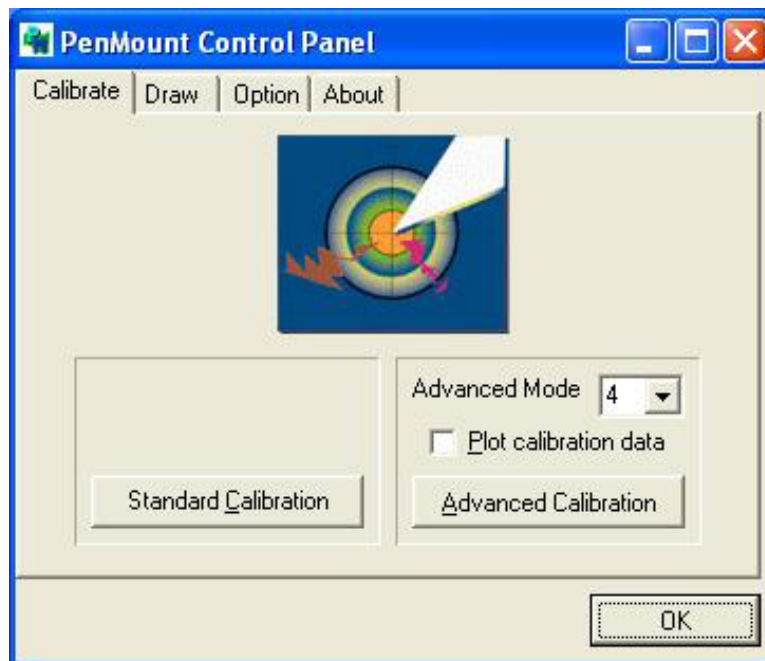 PenMount Control Panel
Calibrate Draw Option About
Advanced Mode 4
Plot calibration data
Standard Calibration
Advanced Calibration
OK